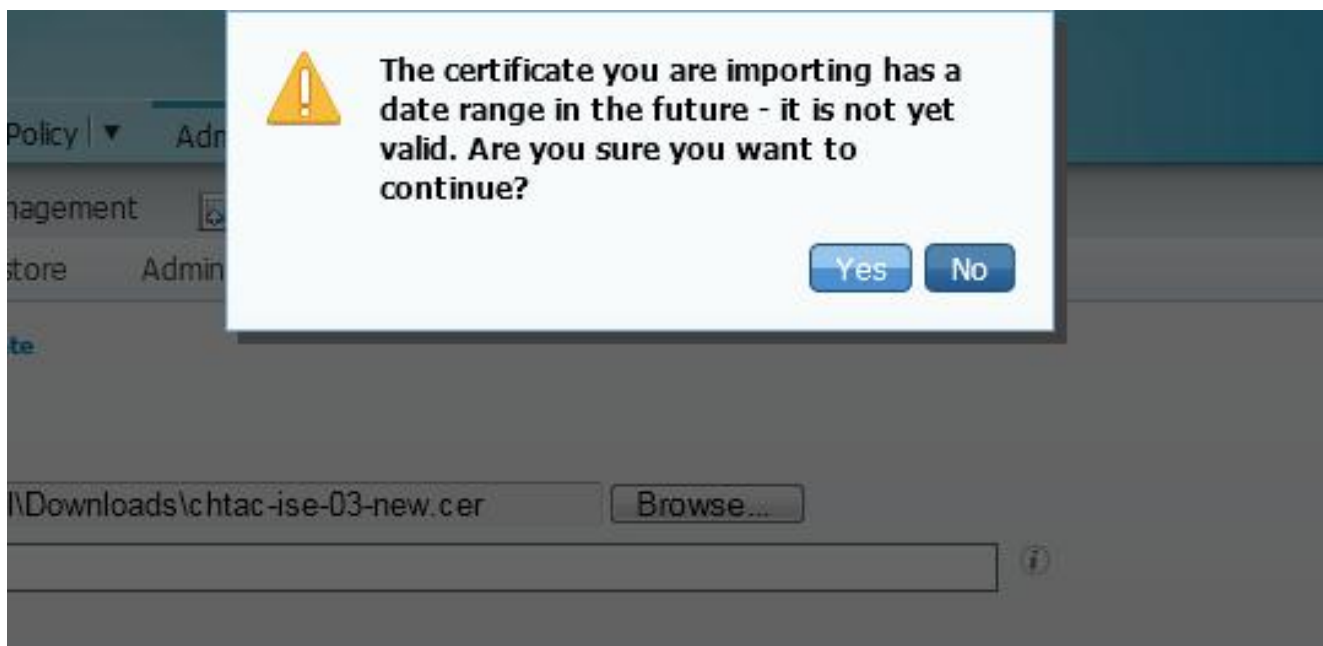 The certificate you are importing has a
date range in the future - it is not yet
valid. Are you sure you want to
continue?
Yes No
Policy ▼ Adm
nagement
store Admin
te
l\Downloads\chtac-ise-03-new.cer Browse...